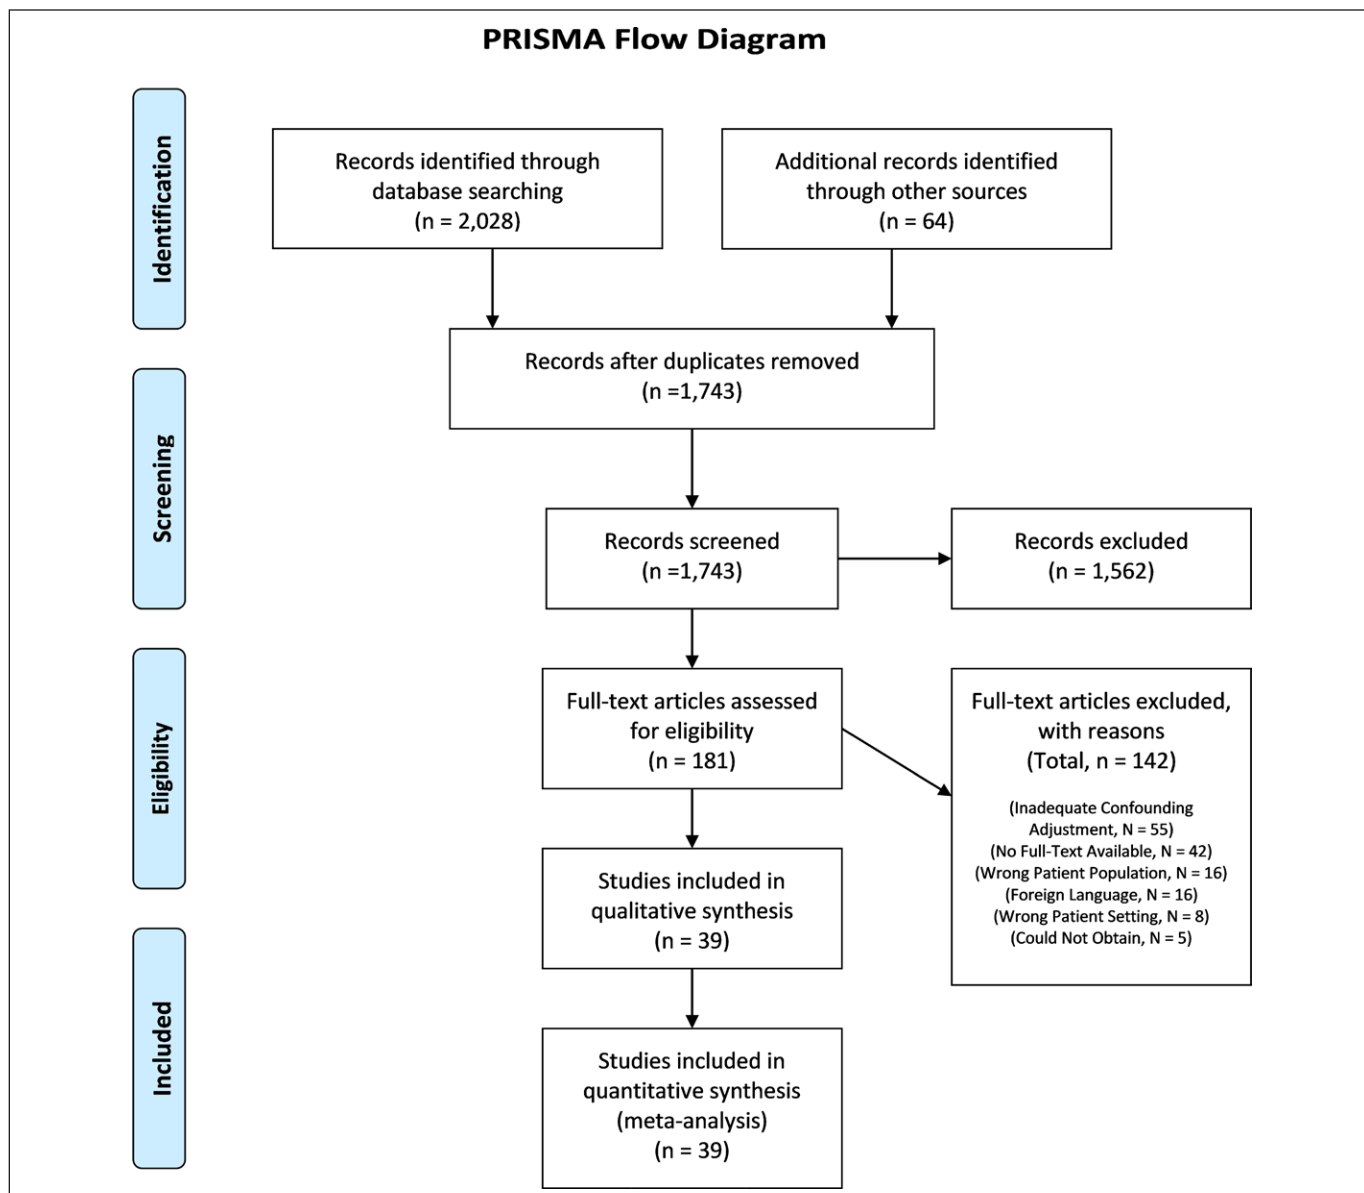 PRISMA Flow Diagram
Identification
Records identified through
database searching
(n = 2,028)
Additional records identified
through other sources
(n = 64)
Records after duplicates removed
(n =1,743)
Screening
Records screened
(n =1,743)
Records excluded
(n = 1,562)
Eligibility
Full-text articles assessed
for eligibility
(n = 181)
Full-text articles excluded,
with reasons
(Total, n = 142)
(Inadequate Confounding
Adjustment, N = 55)
(No Full-Text Available, N = 42)
(Wrong Patient Population, N = 16)
(Foreign Language, N = 16)
(Wrong Patient Setting, N = 8)
(Could Not Obtain, N = 5)
Studies included in
qualitative synthesis
(n = 39)
Included
Studies included in
quantitative synthesis
(meta-analysis)
(n = 39)